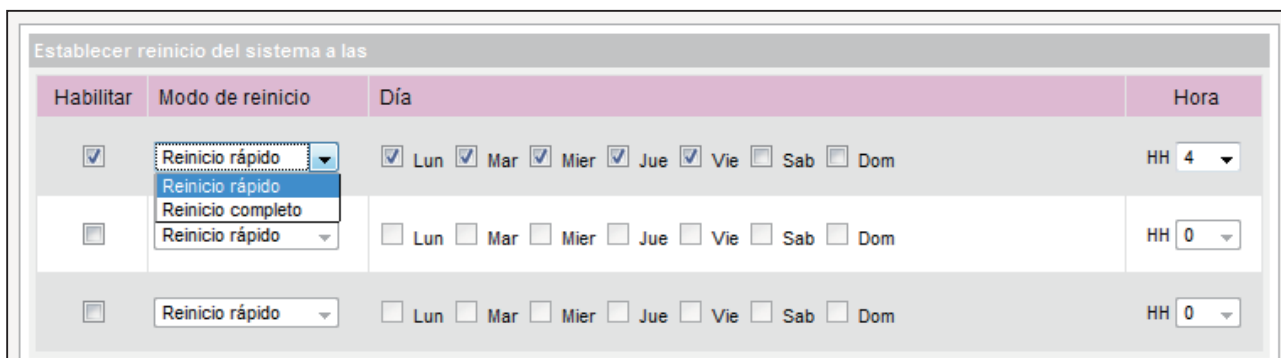 Establecer reinicio del sistema a las
Habilitar Modo de reinicio Día Hora
Reinicio rápido Lun Mar Mier Jue Vie Sab Dom HH 4
Reinicio rápido
Reinicio completo
Reinicio rápido Lun Mar Mier Jue Vie Sab Dom HH 0
Reinicio rápido Lun Mar Mier Jue Vie Sab Dom HH 0